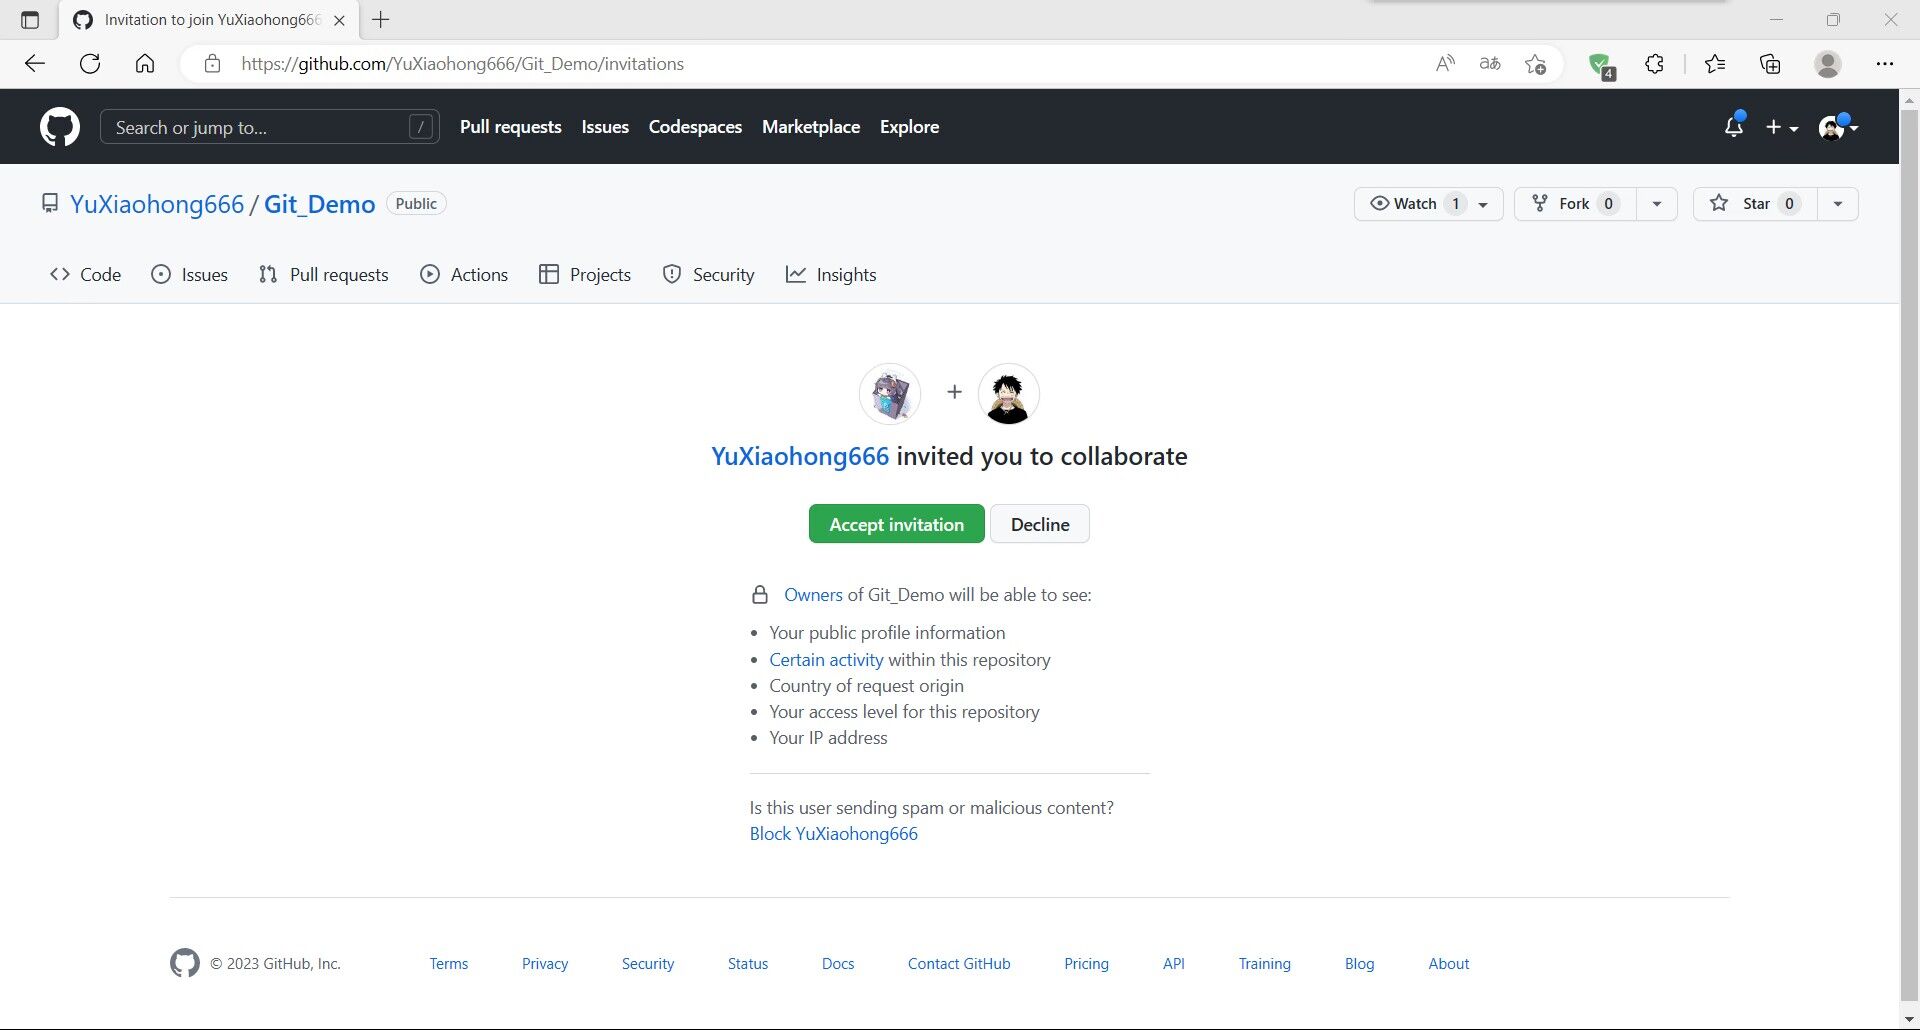 Invitation to join YuXiaohong666
https://github.com/YuXiaohong666/Git_Demo/invitations
4
Search or jump to... /
Pull requests Issues Codespaces Marketplace Explore
YuXiaohong666 / Git_Demo Public
Watch 1 Fork 0 Star 0
Code Issues Pull requests Actions Projects Security Insights
YuXiaohong666 invited you to collaborate
Accept invitation Decline
Owners of Git_Demo will be able to see:
• Your public profile information
• Certain activity within this repository
• Country of request origin
• Your access level for this repository
• Your IP address
Is this user sending spam or malicious content?
Block YuXiaohong666
© 2023 GitHub, Inc. Terms Privacy Security Status Docs Contact GitHub Pricing API Training Blog About